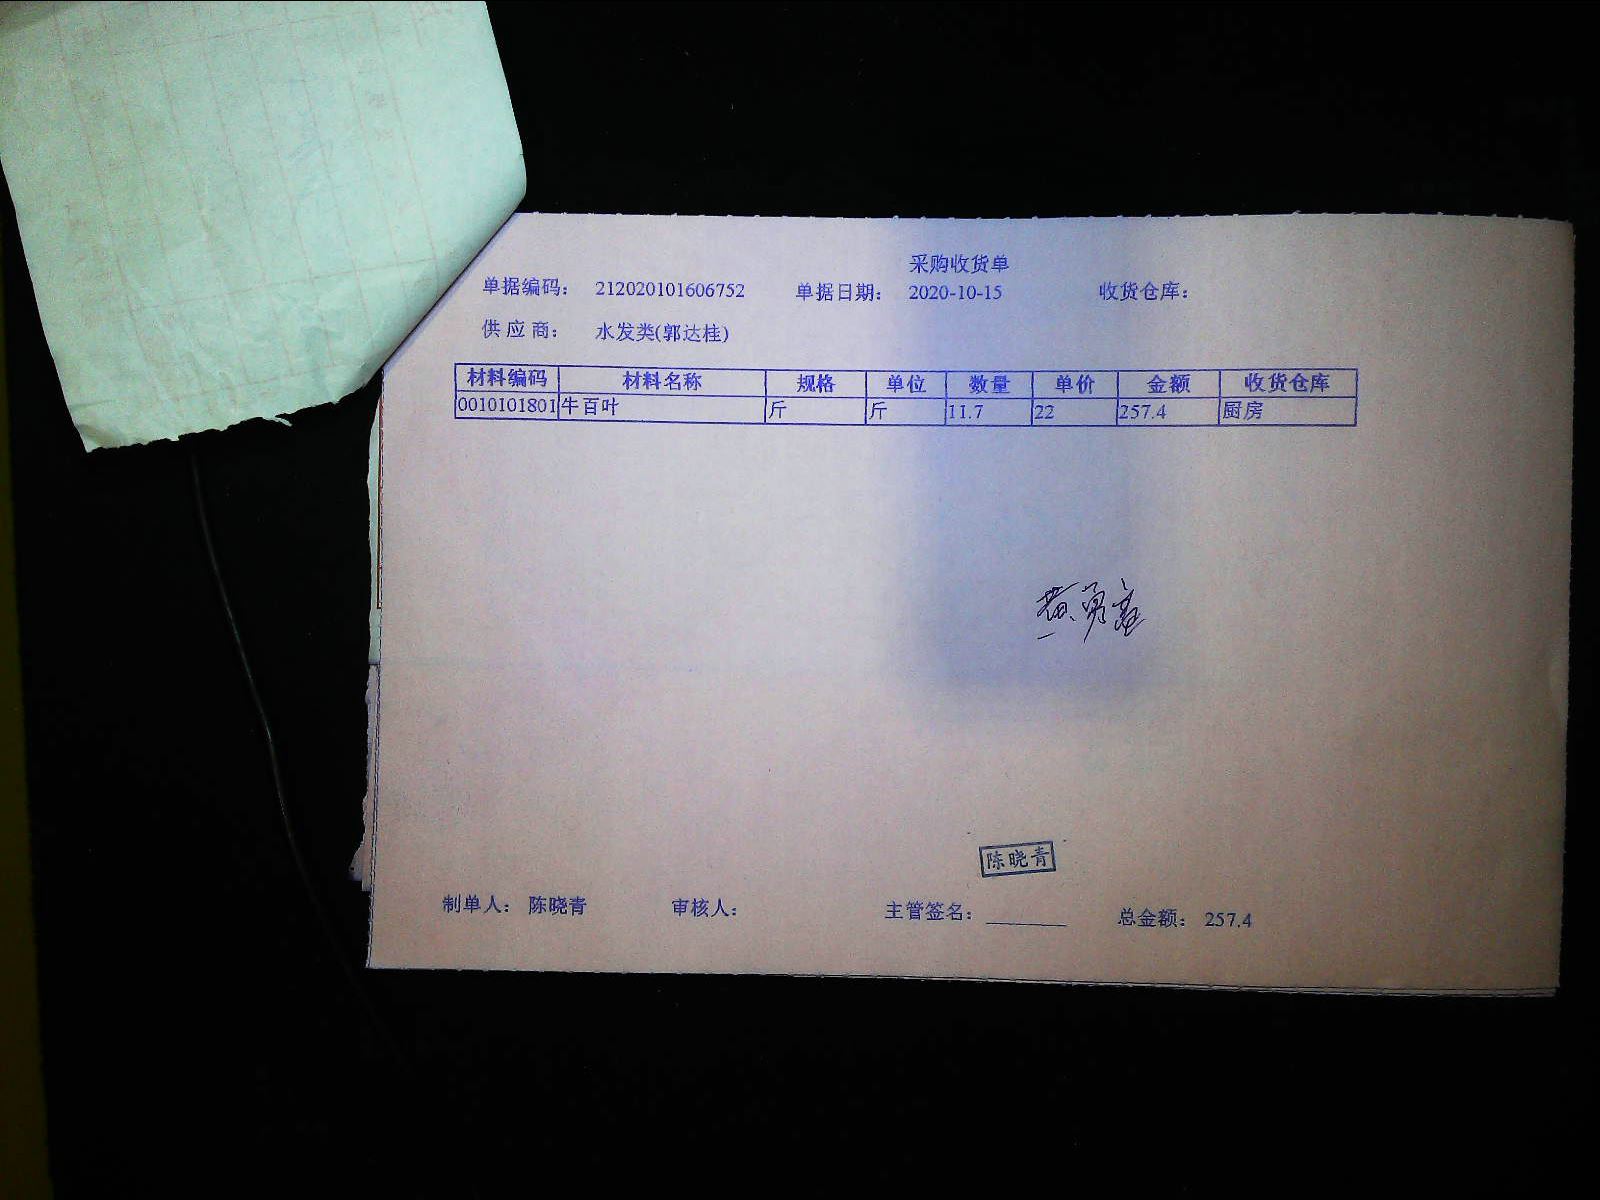 采购收货单
单据编码： 212020101606752 单据日期： 2020-10-15 收货仓库：
供 应 商： 水发类(郭达桂)
材料编码 材料名称 规格 单位 数量 单价 金额 收货仓库
0010101801 牛百叶 斤 斤 11.7 22 257.4 厨房
陈晓青
制单人： 陈晓青 审核人： 主管签名： 总金额： 257.4